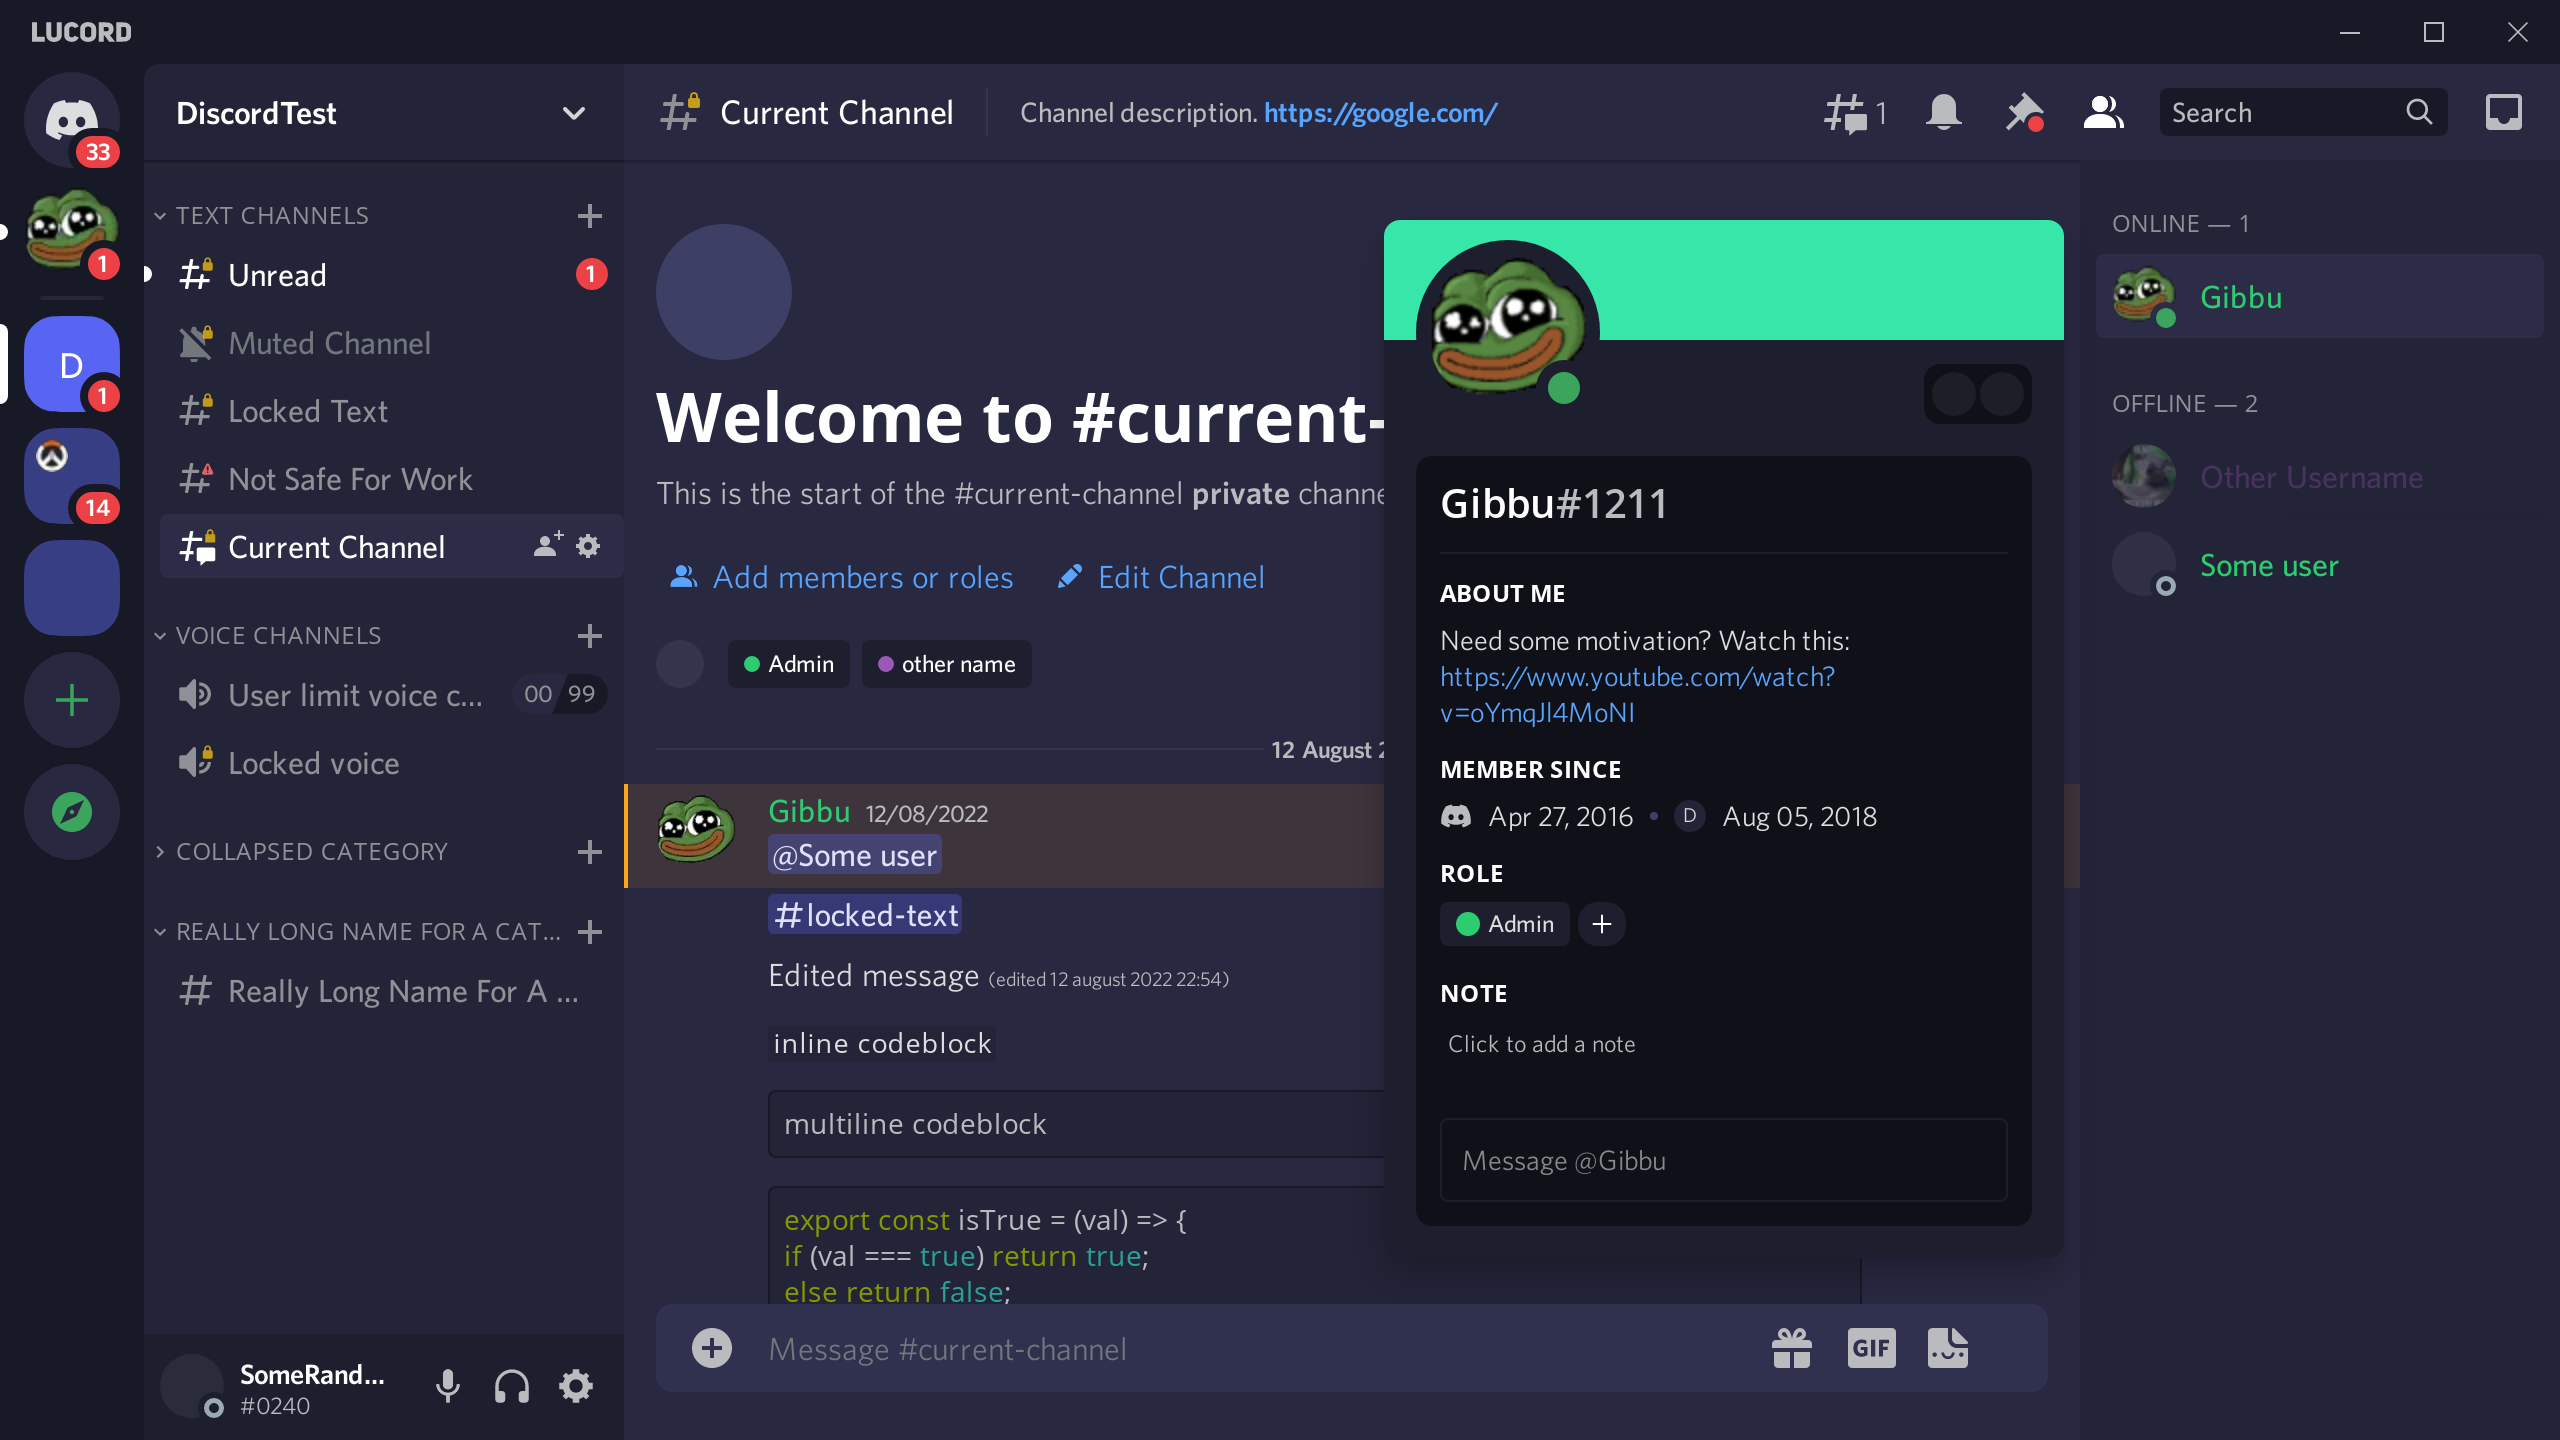 LUCORD
33
1
D
1
14
DiscordTest
TEXT CHANNELS
Unread
1
Muted Channel
Locked Text
Not Safe For Work
Current Channel
VOICE CHANNELS
User limit voice c...
00 99
Locked voice
COLLAPSED CATEGORY
REALLY LONG NAME FOR A CAT...
Really Long Name For A ...
SomeRand...
#0240
Current Channel
Channel description. https://google.com/
1
Search
Welcome to #current-
This is the start of the #current-channel private channe
Add members or roles
Edit Channel
Admin
other name
12 August 2
Gibbu 12/08/2022
@Some user
#locked-text
Edited message (edited 12 august 2022 22:54)
inline codeblock
multiline codeblock
export const isTrue = (val) => {
if (val === true) return true;
else return false;
Message #current-channel
GIF
Gibbu#1211
ABOUT ME
Need some motivation? Watch this:
https://www.youtube.com/watch?
v=oYmqJl4MoNI
MEMBER SINCE
Apr 27, 2016 • D Aug 05, 2018
ROLE
Admin
NOTE
Click to add a note
Message @Gibbu
ONLINE — 1
Gibbu
OFFLINE — 2
Other Username
Some user